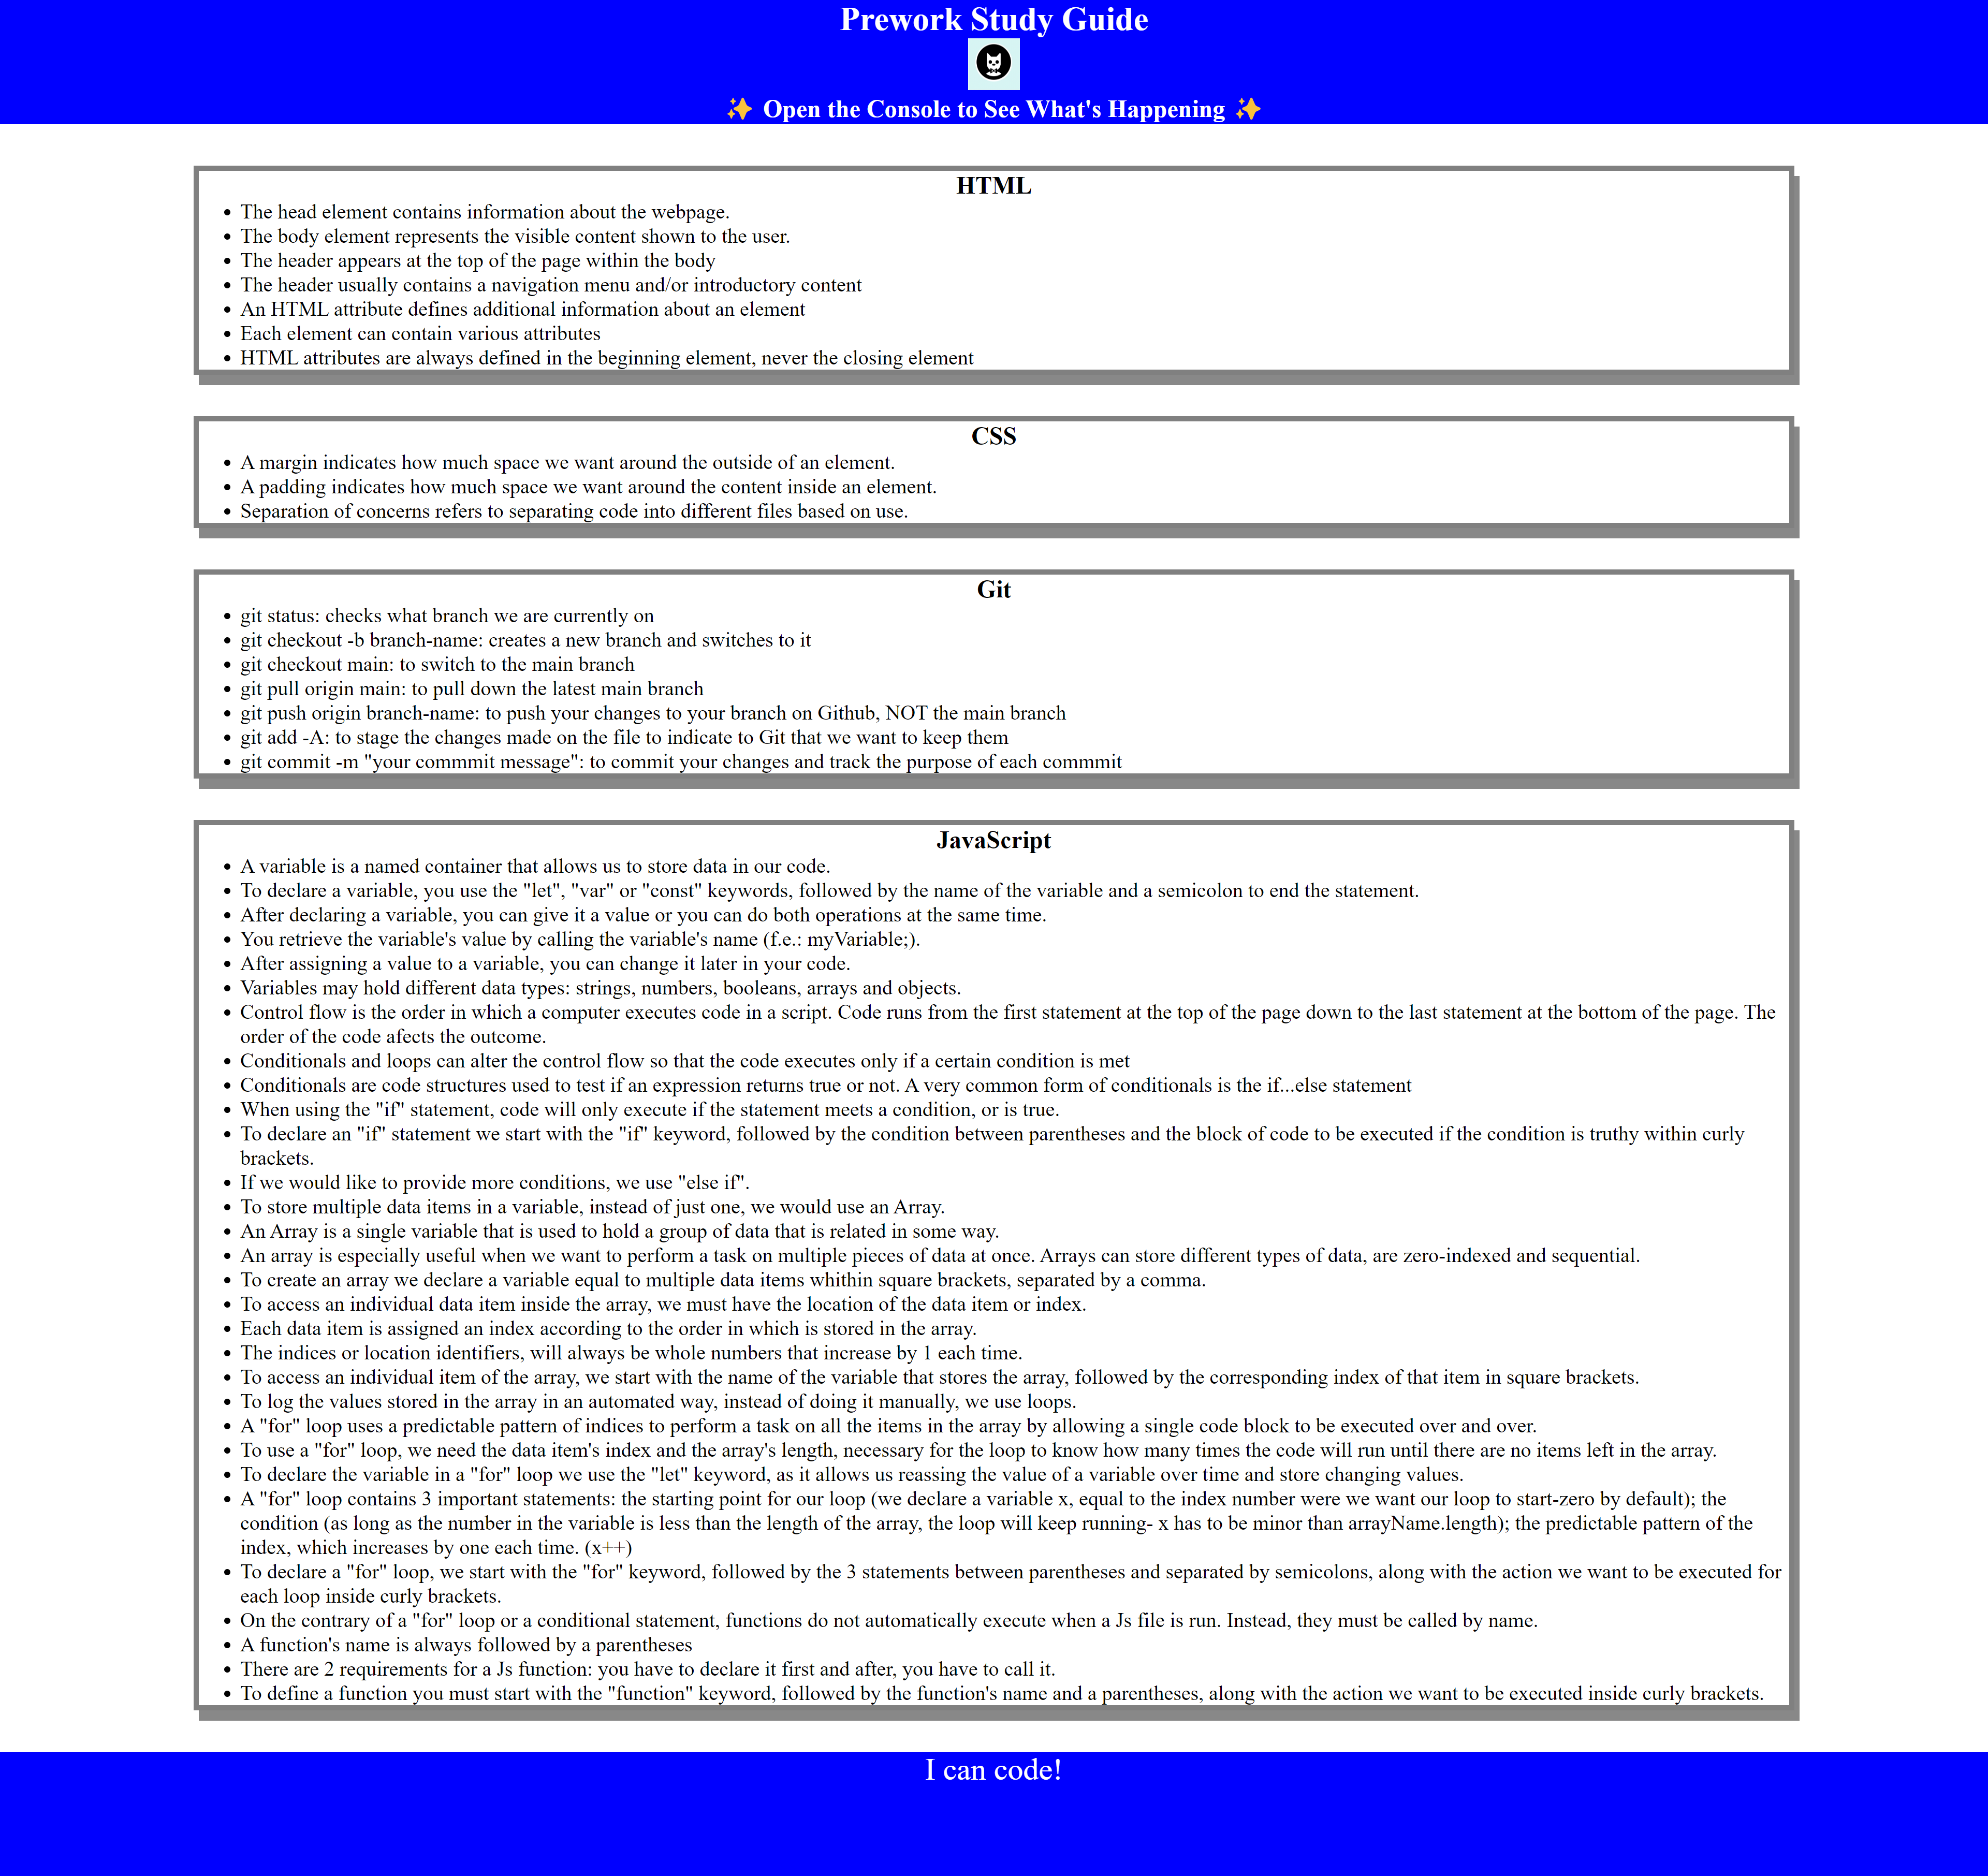 Prework Study Guide
✨ Open the Console to See What's Happening ✨
HTML
• The head element contains information about the webpage.
• The body element represents the visible content shown to the user.
• The header appears at the top of the page within the body
• The header usually contains a navigation menu and/or introductory content
• An HTML attribute defines additional information about an element
• Each element can contain various attributes
• HTML attributes are always defined in the beginning element, never the closing element
CSS
• A margin indicates how much space we want around the outside of an element.
• A padding indicates how much space we want around the content inside an element.
• Separation of concerns refers to separating code into different files based on use.
Git
• git status: checks what branch we are currently on
• git checkout -b branch-name: creates a new branch and switches to it
• git checkout main: to switch to the main branch
• git pull origin main: to pull down the latest main branch
• git push origin branch-name: to push your changes to your branch on Github, NOT the main branch
• git add -A: to stage the changes made on the file to indicate to Git that we want to keep them
• git commit -m "your commmit message": to commit your changes and track the purpose of each commmit
JavaScript
• A variable is a named container that allows us to store data in our code.
• To declare a variable, you use the "let", "var" or "const" keywords, followed by the name of the variable and a semicolon to end the statement.
• After declaring a variable, you can give it a value or you can do both operations at the same time.
• You retrieve the variable's value by calling the variable's name (f.e.: myVariable;).
• After assigning a value to a variable, you can change it later in your code.
• Variables may hold different data types: strings, numbers, booleans, arrays and objects.
• Control flow is the order in which a computer executes code in a script. Code runs from the first statement at the top of the page down to the last statement at the bottom of the page. The
order of the code afects the outcome.
• Conditionals and loops can alter the control flow so that the code executes only if a certain condition is met
• Conditionals are code structures used to test if an expression returns true or not. A very common form of conditionals is the if...else statement
• When using the "if" statement, code will only execute if the statement meets a condition, or is true.
• To declare an "if" statement we start with the "if" keyword, followed by the condition between parentheses and the block of code to be executed if the condition is truthy within curly
brackets.
• If we would like to provide more conditions, we use "else if".
• To store multiple data items in a variable, instead of just one, we would use an Array.
• An Array is a single variable that is used to hold a group of data that is related in some way.
• An array is especially useful when we want to perform a task on multiple pieces of data at once. Arrays can store different types of data, are zero-indexed and sequential.
• To create an array we declare a variable equal to multiple data items whithin square brackets, separated by a comma.
• To access an individual data item inside the array, we must have the location of the data item or index.
• Each data item is assigned an index according to the order in which is stored in the array.
• The indices or location identifiers, will always be whole numbers that increase by 1 each time.
• To access an individual item of the array, we start with the name of the variable that stores the array, followed by the corresponding index of that item in square brackets.
• To log the values stored in the array in an automated way, instead of doing it manually, we use loops.
• A "for" loop uses a predictable pattern of indices to perform a task on all the items in the array by allowing a single code block to be executed over and over.
• To use a "for" loop, we need the data item's index and the array's length, necessary for the loop to know how many times the code will run until there are no items left in the array.
• To declare the variable in a "for" loop we use the "let" keyword, as it allows us reassing the value of a variable over time and store changing values.
• A "for" loop contains 3 important statements: the starting point for our loop (we declare a variable x, equal to the index number were we want our loop to start-zero by default); the
condition (as long as the number in the variable is less than the length of the array, the loop will keep running- x has to be minor than arrayName.length); the predictable pattern of the
index, which increases by one each time. (x++)
• To declare a "for" loop, we start with the "for" keyword, followed by the 3 statements between parentheses and separated by semicolons, along with the action we want to be executed for
each loop inside curly brackets.
• On the contrary of a "for" loop or a conditional statement, functions do not automatically execute when a Js file is run. Instead, they must be called by name.
• A function's name is always followed by a parentheses
• There are 2 requirements for a Js function: you have to declare it first and after, you have to call it.
• To define a function you must start with the "function" keyword, followed by the function's name and a parentheses, along with the action we want to be executed inside curly brackets.
I can code!